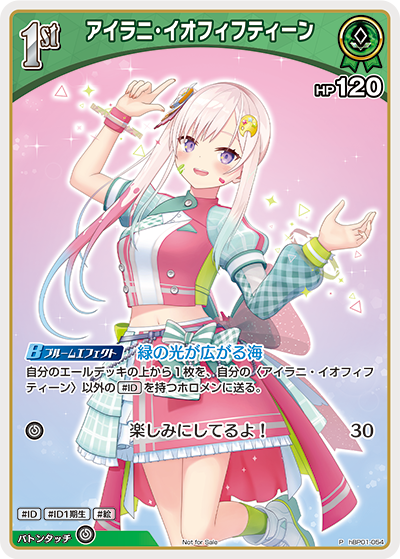 1st
アイラニ・イオフィフティーン
HP 120
B ブルームエフェクト 緑の光が広がる海
自分のエールデッキの上から1枚を、自分の〈アイラニ・イオフィフ
ティーン〉以外の #ID を持つホロメンに送る。
楽しみにしてるよ! 30
#ID #ID1期生 #絵
Not for Sale
バトンタッチ
P hBP01-054